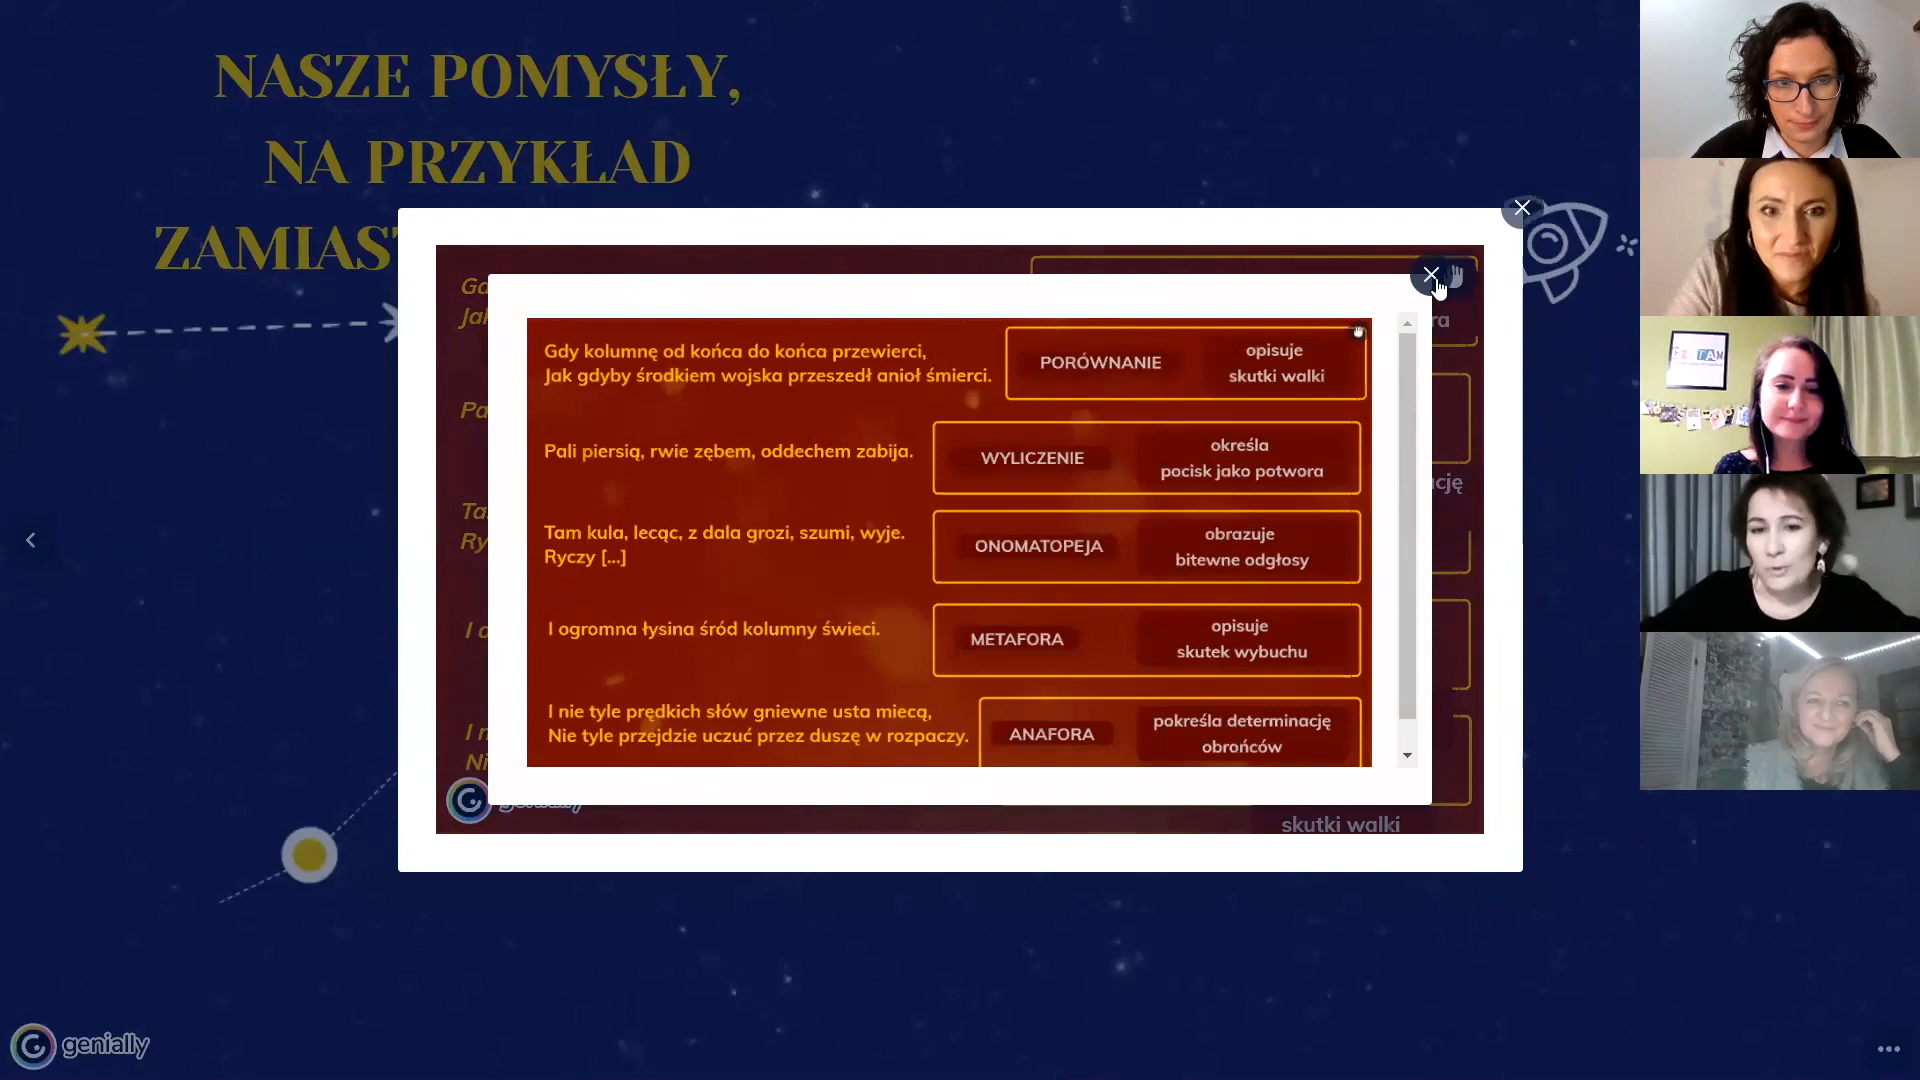 NASZE POMYSŁY,
NA PRZYKŁAD
ZAMIAST
Gdy kolumnę od końca do końca przewierci,
Jak gdyby środkiem wojska przeszedł anioł śmierci.
PORÓWNANIE
opisuje
skutki walki
Pali piersią, rwie zębem, oddechem zabija.
WYLICZENIE
określa
pocisk jako potwora
Tam kula, lecąc, z dala grozi, szumi, wyje.
Ryczy [...]
ONOMATOPEJA
obrazuje
bitewne odgłosy
I ogromna łysina śród kolumny świeci.
METAFORA
opisuje
skutek wybuchu
I nie tyle prędkich słów gniewne usta miecą,
Nie tyle przejdzie uczuć przez duszę w rozpaczy.
ANAFORA
pokreśla determinację
obrońców
skutki walki
genially
genially